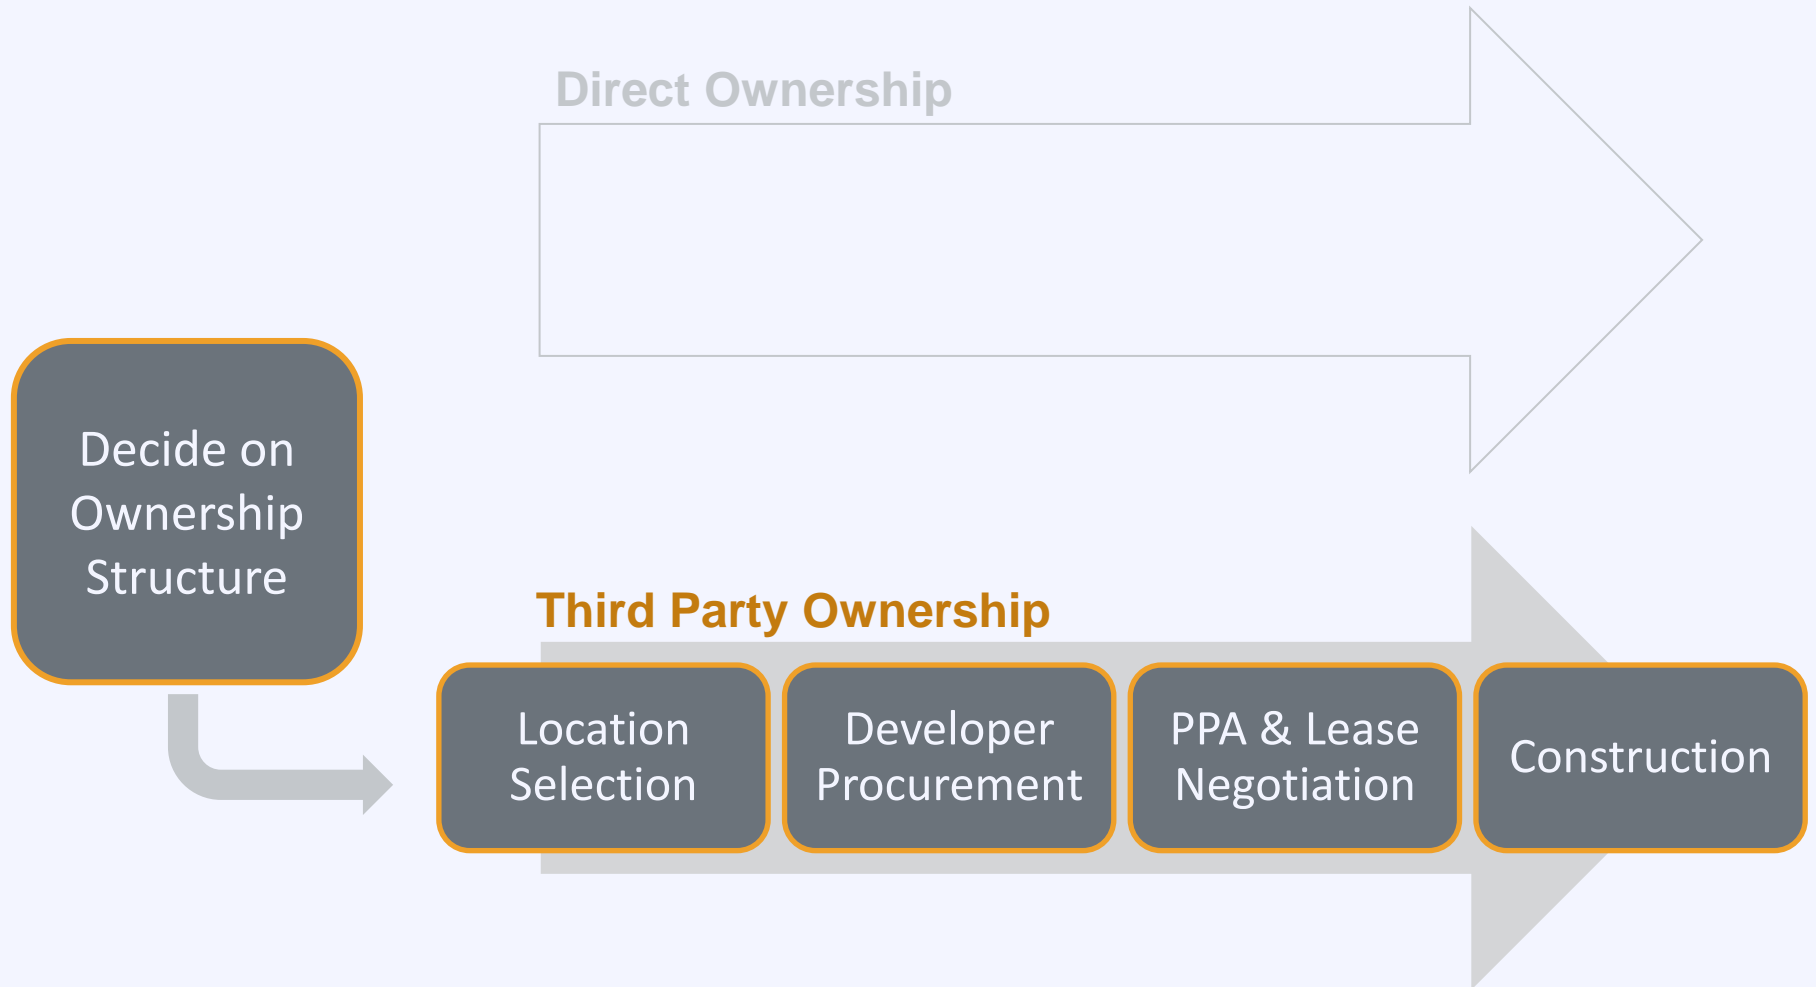 Direct Ownership
Decide on
Ownership
Structure
Third Party Ownership
Location
Selection
Developer
Procurement
PPA & Lease
Negotiation
Construction